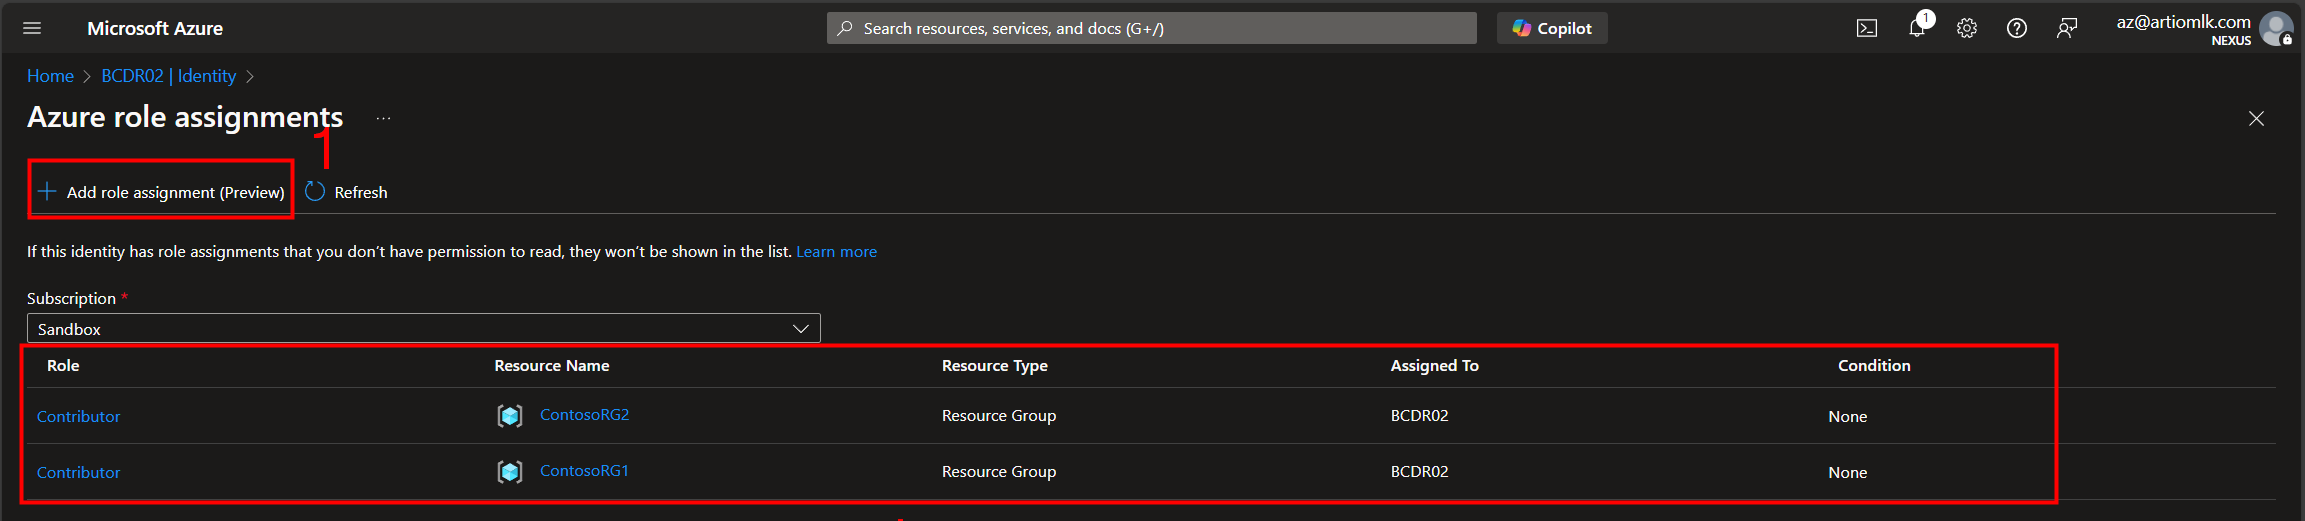 Microsoft Azure
Search resources, services, and docs (G+/)
Copilot
1
az@artiomlk.com
NEXUS
Home > BCDR02 | Identity >
Azure role assignments ...
1
+ Add role assignment (Preview) Refresh
If this identity has role assignments that you don't have permission to read, they won't be shown in the list. Learn more
Subscription *
Sandbox
Role Resource Name Resource Type Assigned To Condition
Contributor ContosoRG2 Resource Group BCDR02 None
Contributor ContosoRG1 Resource Group BCDR02 None